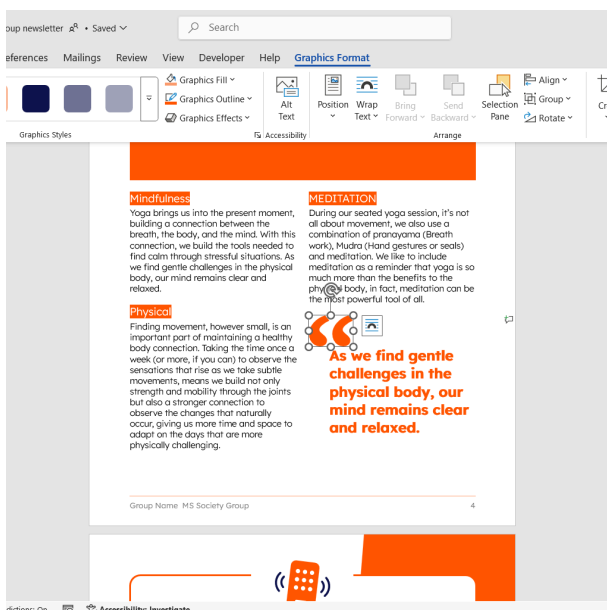 oup newsletter • Saved
Search
eferences Mailings Review View Developer Help Graphics Format
Graphics Fill
Graphics Outline
Graphics Effects
Alt
Text
Position
Wrap
Text
Bring
Forward
Send
Backward
Selection
Pane
Align
Group
Rotate
Cr
Graphics Styles
Accessibility
Arrange
Mindfulness
Yoga brings us into the present moment,
building a connection between the
breath, the body, and the mind. With this
connection, we build the tools needed to
find calm through stressful situations. As
we find gentle challenges in the physical
body, our mind remains clear and
relaxed.
Physical
Finding movement, however small, is an
important part of maintaining a healthy
body connection. Taking the time once a
week (or more, if you can) to observe the
sensations that rise as we take subtle
movements, means we build not only
strength and mobility through the joints
but also a stronger connection to
observe the changes that naturally
occur, giving us more time and space to
adapt on the days that are more
physically challenging.
MEDITATION
During our seated yoga session, it's not
all about movement, we also use a
combination of pranayama (Breath
work), Mudra (Hand gestures or seals)
and meditation. We like to include
meditation as a reminder that yoga is so
much more than the benefits to the
physical body, in fact, meditation can be
the most powerful tool of all.
“
As we find gentle
challenges in the
physical body, our
mind remains clear
and relaxed.
Group Name MS Society Group 4
dictions: On Accessibility: Investigate